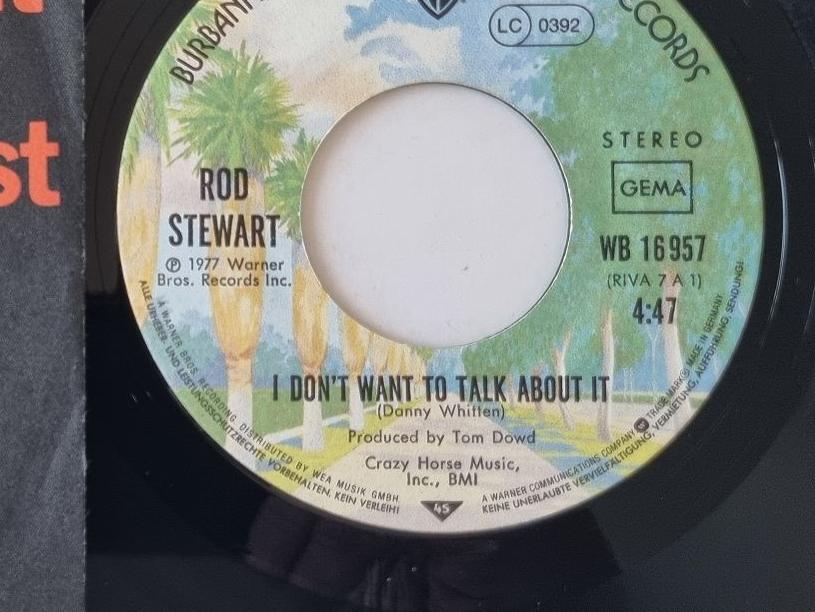 st
BURBANK
RECORDS
LC 0392
STEREO
GEMA
ROD
STEWART
℗ 1977 Warner
Bros. Records Inc.
WB 16 957
(RIVA 7 A 1)
4:47
I DON'T WANT TO TALK ABOUT IT
(Danny Whitten)
Produced by Tom Dowd
Crazy Horse Music,
Inc., BMI
45
A WARNER BROS. RECORDING DISTRIBUTED BY WEA MUSIK GMBH
ALLE URHEBER- UND LEISTUNGSSCHUTZRECHTE VORBEHALTEN. KEIN VERLEIH!
A WARNER COMMUNICATIONS COMPANY TRADE MARK® MADE IN GERMANY
KEINE UNERLAUBTE VERVIELFÄLTIGUNG, VERMIETUNG, AUFFÜHRUNG, SENDUNG!